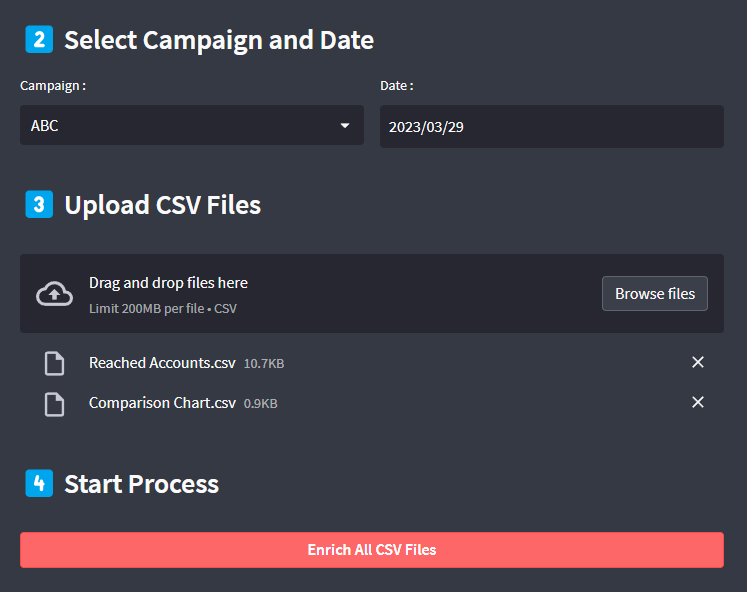 2 Select Campaign and Date
Campaign : Date :
ABC 2023/03/29
3 Upload CSV Files
Drag and drop files here
Limit 200MB per file • CSV
Browse files
Reached Accounts.csv 10.7KB
Comparison Chart.csv 0.9KB
4 Start Process
Enrich All CSV Files